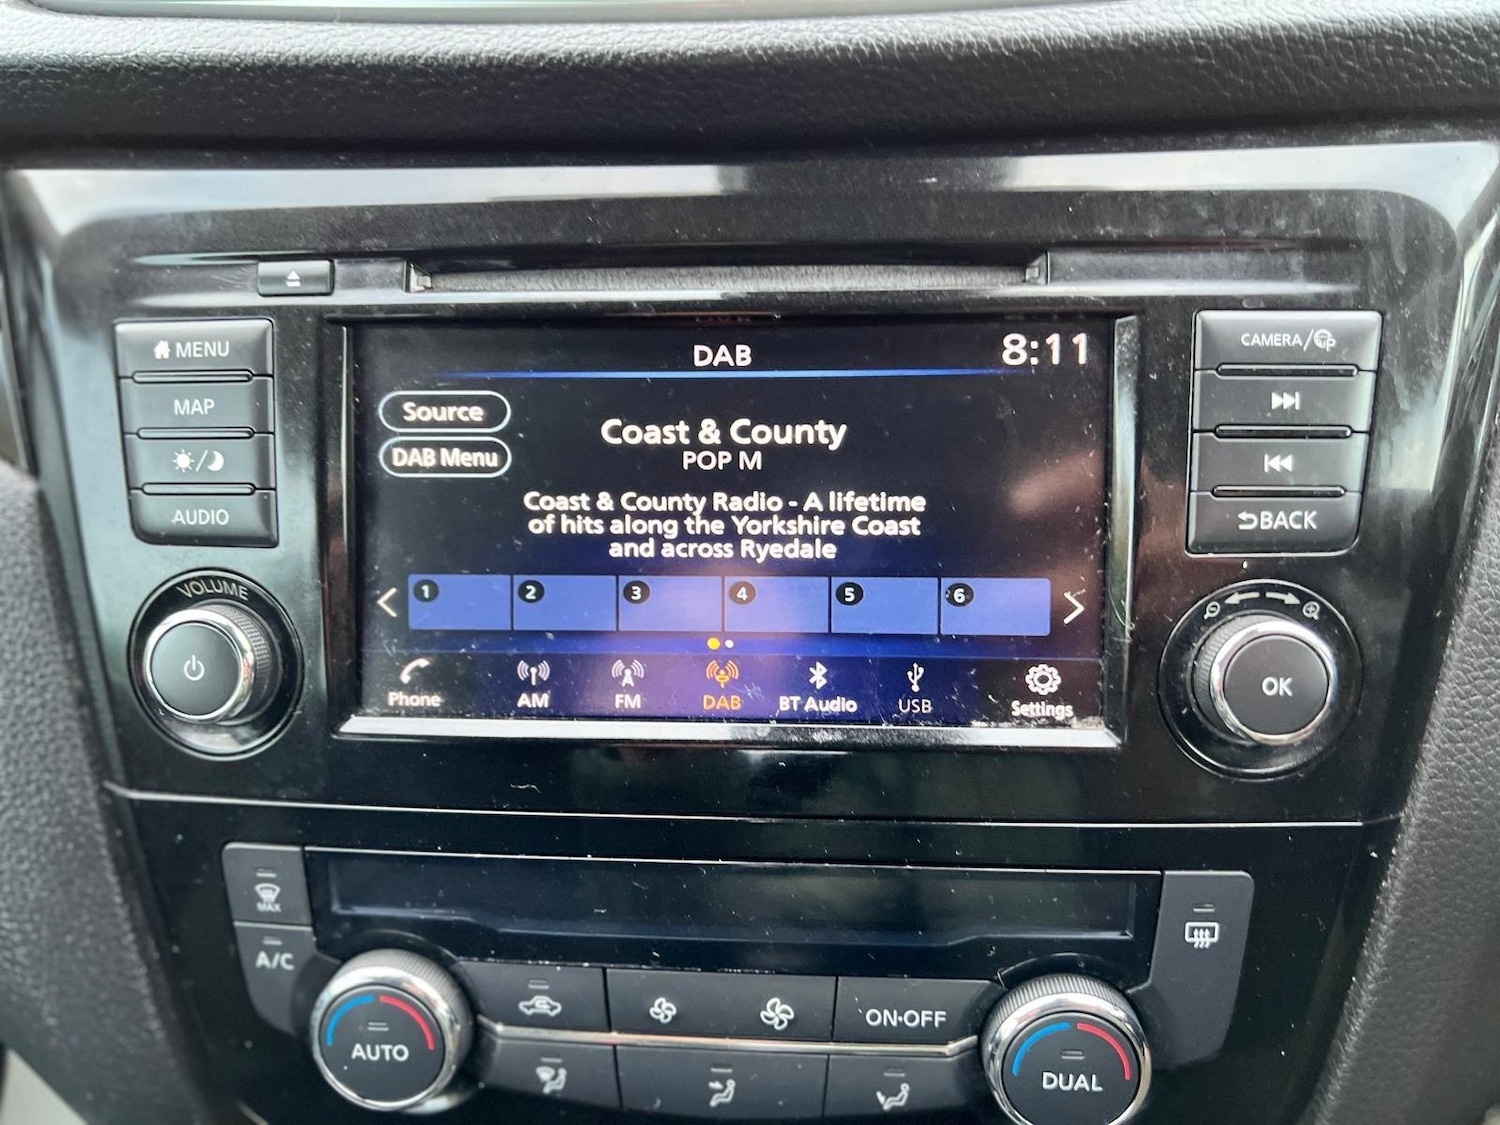 MENU
MAP
AUDIO
VOLUME
DAB
8:11
Source
DAB Menu
Coast & County
POP M
Coast & County Radio - A lifetime
of hits along the Yorkshire Coast
and across Ryedale
1 2 3 4 5 6
Phone AM FM DAB BT Audio USB Settings
CAMERA/
BACK
OK
MAX
A/C
AUTO
ON·OFF
DUAL